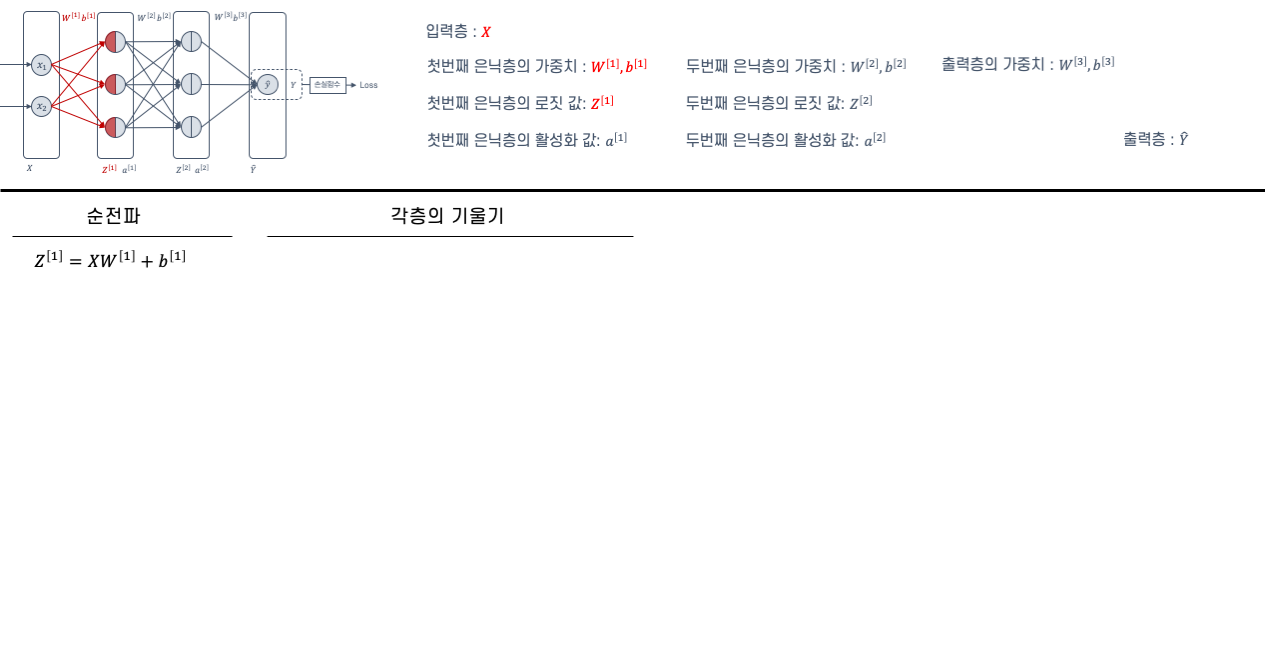 W^[1] b^[1] W^[2] b^[2] W^[3] b^[3]
x₁
x₂
ŷ
Y
손실함수
Loss
X
Z^[1] a^[1]
Z^[2] a^[2]
Ŷ
입력층 : X
첫번째 은닉층의 가중치 : W^[1], b^[1]
첫번째 은닉층의 로짓 값: Z^[1]
첫번째 은닉층의 활성화 값: a^[1]
두번째 은닉층의 가중치 : W^[2], b^[2]
두번째 은닉층의 로짓 값: Z^[2]
두번째 은닉층의 활성화 값: a^[2]
출력층의 가중치 : W^[3], b^[3]
출력층 : Ŷ
순전파
각층의 기울기
Z^[1] = XW^[1] + b^[1]